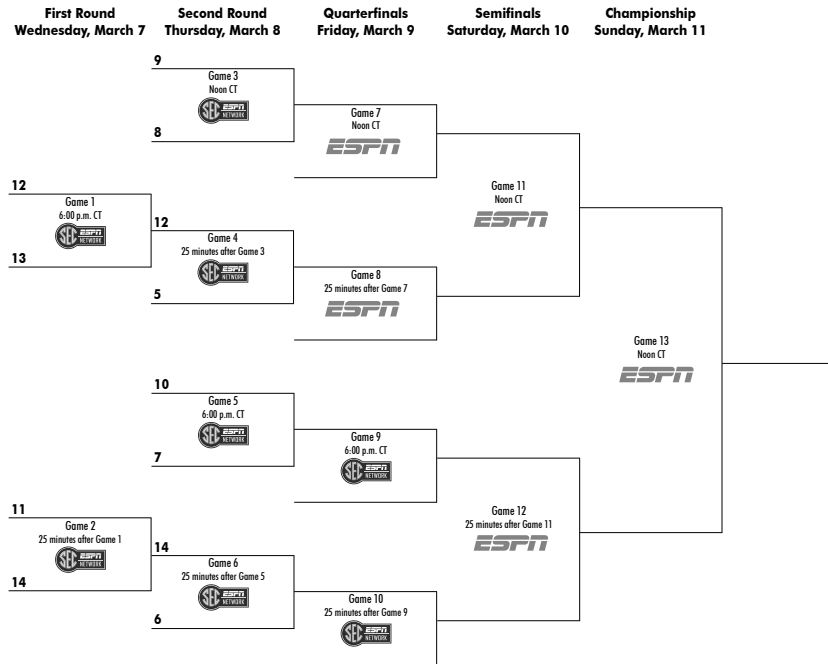 First Round
Wednesday, March 7
Second Round
Thursday, March 8
Quarterfinals
Friday, March 9
Semifinals
Saturday, March 10
Championship
Sunday, March 11
9
Game 3
Noon CT
SEC ESPN NETWORK
8
Game 7
Noon CT
ESPN
12
Game 1
6:00 p.m. CT
SEC ESPN NETWORK
13
12
Game 4
25 minutes after Game 3
SEC ESPN NETWORK
5
Game 8
25 minutes after Game 7
ESPN
Game 11
Noon CT
ESPN
Game 13
Noon CT
ESPN
10
Game 5
6:00 p.m. CT
SEC ESPN NETWORK
7
Game 9
6:00 p.m. CT
SEC ESPN NETWORK
11
Game 2
25 minutes after Game 1
SEC ESPN NETWORK
14
14
Game 6
25 minutes after Game 5
SEC ESPN NETWORK
6
Game 10
25 minutes after Game 9
SEC ESPN NETWORK
Game 12
25 minutes after Game 11
ESPN